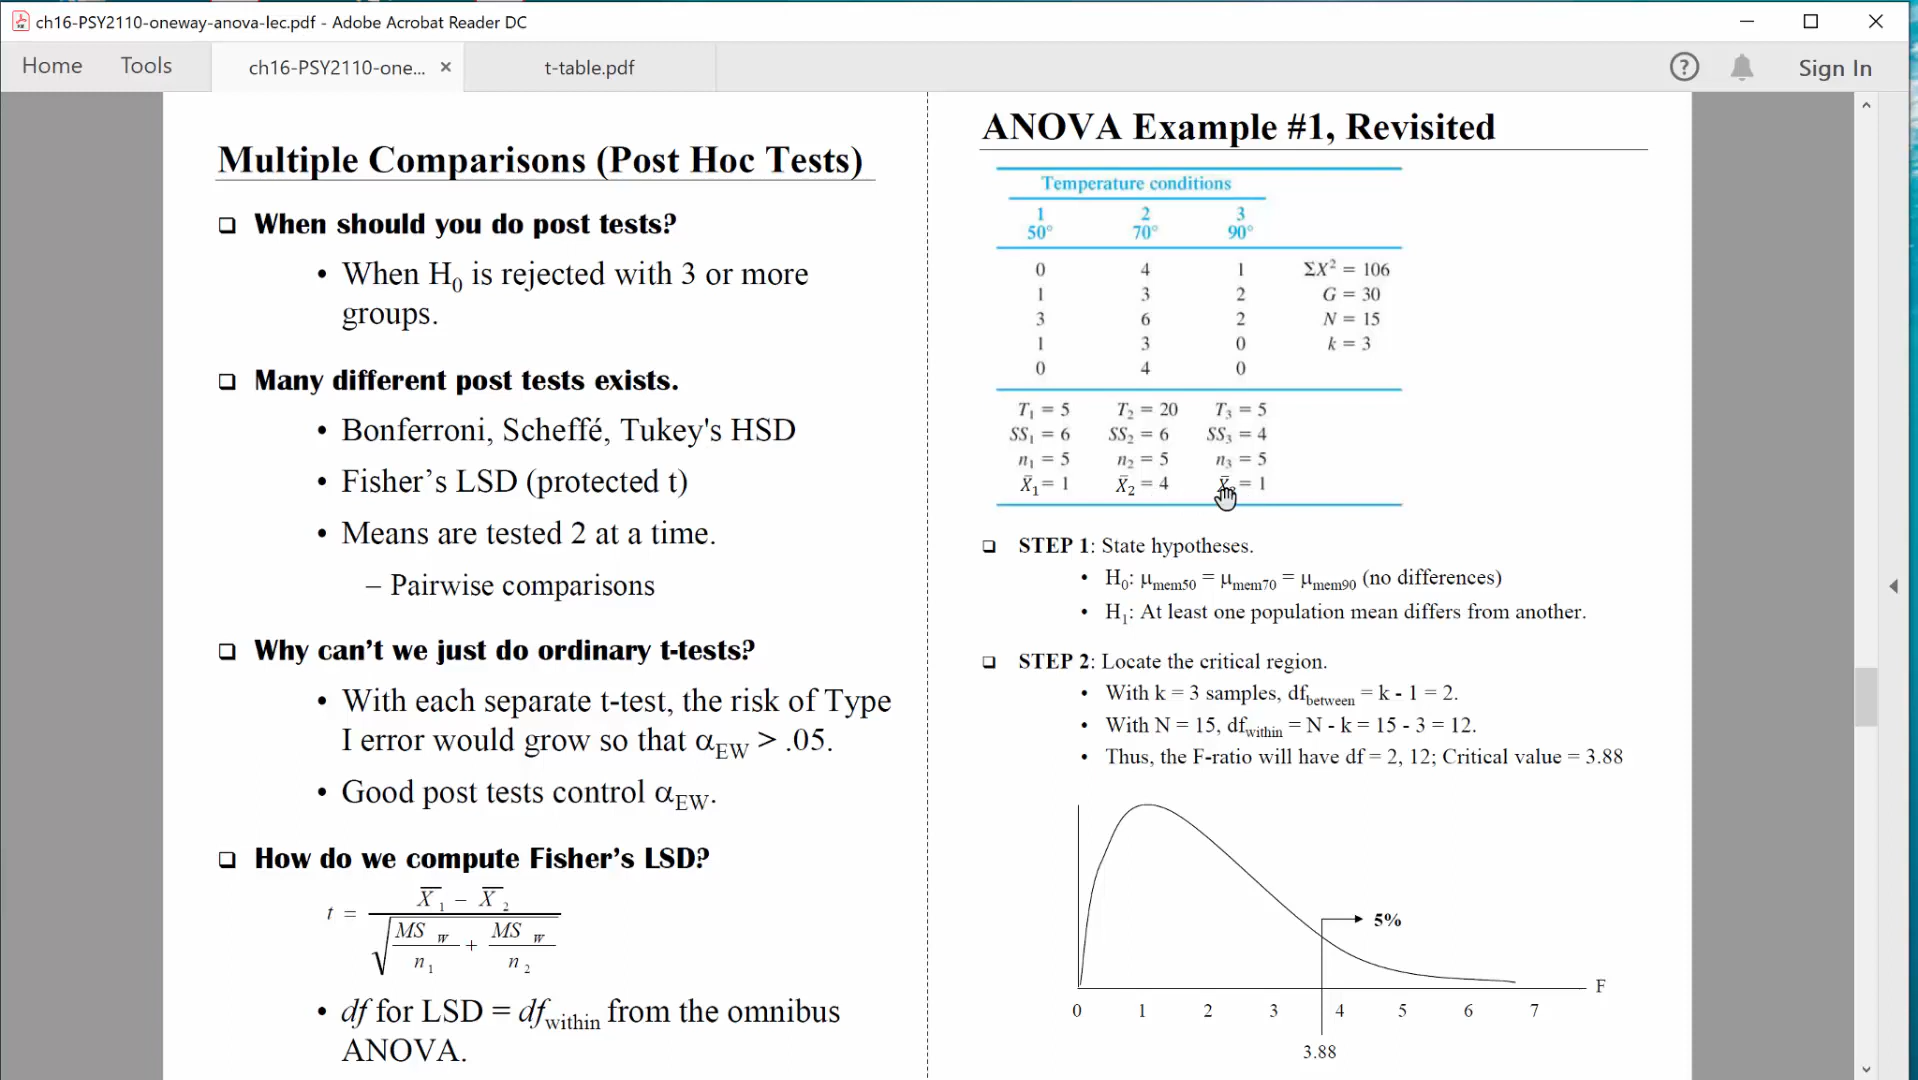 ch16-PSY2110-oneway-anova-lec.pdf - Adobe Acrobat Reader DC
Home Tools ch16-PSY2110-one... × t-table.pdf ? Sign In
Multiple Comparisons (Post Hoc Tests)
❑ When should you do post tests?
• When H₀ is rejected with 3 or more
groups.
❑ Many different post tests exists.
• Bonferroni, Scheffé, Tukey's HSD
• Fisher’s LSD (protected t)
• Means are tested 2 at a time.
– Pairwise comparisons
❑ Why can’t we just do ordinary t-tests?
• With each separate t-test, the risk of Type
I error would grow so that α_EW > .05.
• Good post tests control α_EW.
❑ How do we compute Fisher’s LSD?
X̄₁ – X̄₂
t =
√ MS_W + MS_W
n₁ n₂
• df for LSD = df_within from the omnibus
ANOVA.
ANOVA Example #1, Revisited
Temperature conditions
1 2 3
50° 70° 90°
0 4 1 ΣX² = 106
1 3 2 G = 30
3 6 2 N = 15
1 3 0 k = 3
0 4 0
T₁ = 5 T₂ = 20 T₃ = 5
SS₁ = 6 SS₂ = 6 SS₃ = 4
n₁ = 5 n₂ = 5 n₃ = 5
X̄₁ = 1 X̄₂ = 4 X̄₃ = 1
❑ STEP 1: State hypotheses.
• H₀: μ_mem50 = μ_mem70 = μ_mem90 (no differences)
• H₁: At least one population mean differs from another.
❑ STEP 2: Locate the critical region.
• With k = 3 samples, df_between = k - 1 = 2.
• With N = 15, df_within = N - k = 15 - 3 = 12.
• Thus, the F-ratio will have df = 2, 12; Critical value = 3.88
5%
F
0 1 2 3 4 5 6 7
3.88